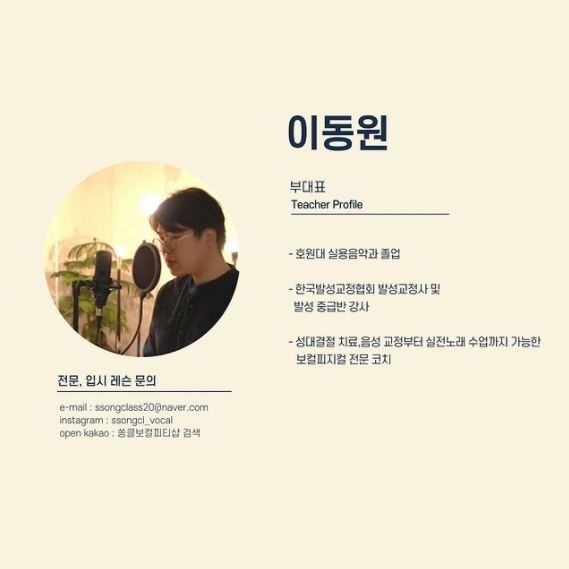 이동원
부대표
Teacher Profile
- 호원대 실용음악과 졸업
- 한국발성교정협회 발성교정사 및
발성 중급반 강사
- 성대결절 치료,음성 교정부터 실전노래 수업까지 가능한
보컬피지컬 전문 코치
전문, 입시 레슨 문의
e-mail : ssongclass20@naver.com
instagram : ssongcl_vocal
open kakao : 쏭클보컬피티샵 검색